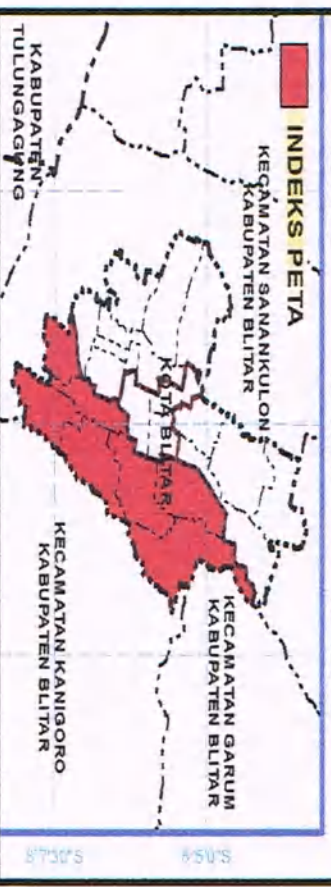 INDEKS PETA
KECAMATAN SANANKULON
KABUPATEN BLITAR
KECAMATAN GARUM
KABUPATEN BLITAR
KOTA BLITAR
KECAMATAN KANIGORO
KABUPATEN BLITAR
KABUPATEN
TULUNGAGUNG
8°5'0"S
8°7'30"S